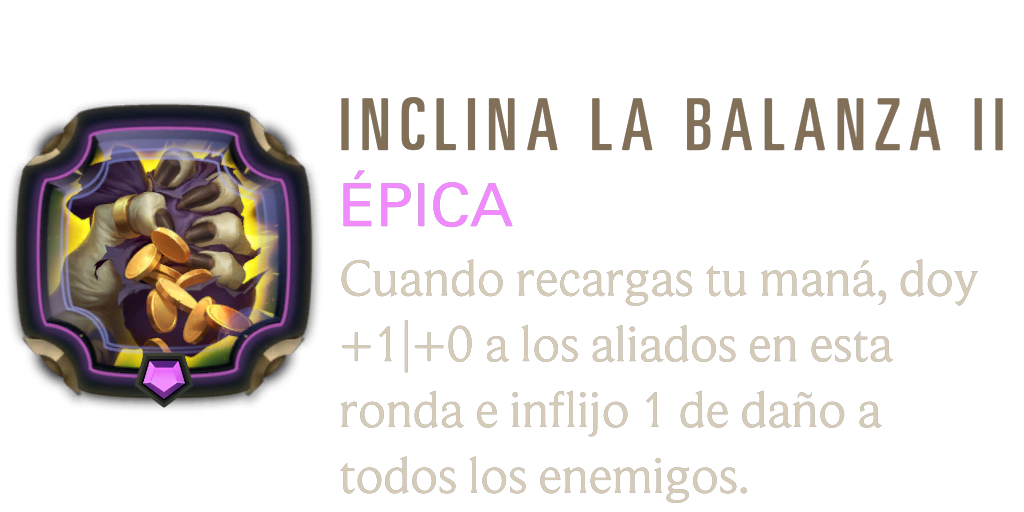 INCLINA LA BALANZA II
ÉPICA
Cuando recargas tu maná, doy
+1|+0 a los aliados en esta
ronda e inflijo 1 de daño a
todos los enemigos.